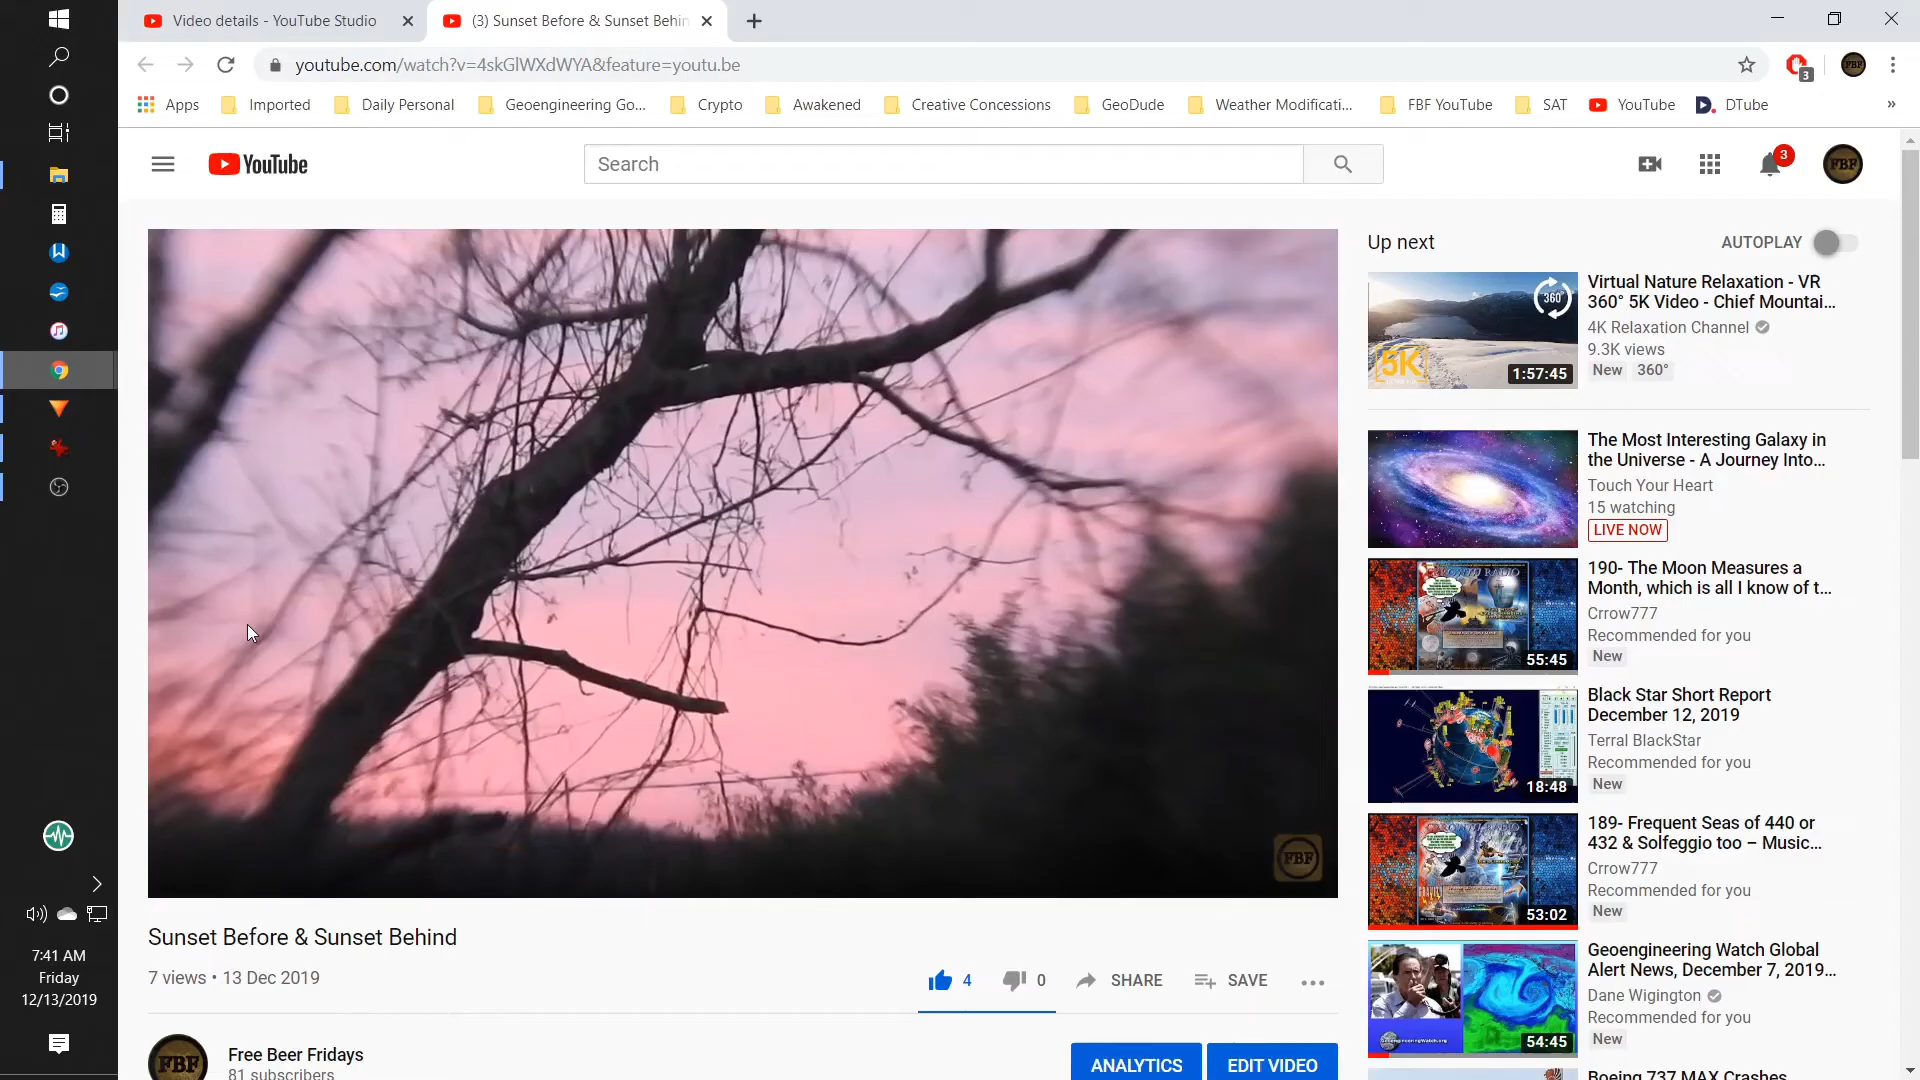 Video details - YouTube Studio
(3) Sunset Before & Sunset Behin
youtube.com/watch?v=4skGlWXdWYA&feature=youtu.be
3
FBF
Apps
Imported
Daily Personal
Geoengineering Go...
Crypto
Awakened
Creative Concessions
GeoDude
Weather Modificati...
FBF YouTube
SAT
YouTube
DTube
»
YouTube
Search
3
FBF
Up next
AUTOPLAY
360°
5K
1:57:45
Virtual Nature Relaxation - VR
360° 5K Video - Chief Mountai...
4K Relaxation Channel
9.3K views
New 360°
The Most Interesting Galaxy in
the Universe - A Journey Into...
Touch Your Heart
15 watching
LIVE NOW
55:45
190- The Moon Measures a
Month, which is all I know of t...
Crrow777
Recommended for you
New
18:48
Black Star Short Report
December 12, 2019
Terral BlackStar
Recommended for you
New
53:02
189- Frequent Seas of 440 or
432 & Solfeggio too – Music...
Crrow777
Recommended for you
New
54:45
Geoengineering Watch Global
Alert News, December 7, 2019...
Dane Wigington
Recommended for you
New
Boeing 737 MAX Crashes
FBF
Sunset Before & Sunset Behind
7 views • 13 Dec 2019
4
0
SHARE
SAVE
FBF
Free Beer Fridays
81 subscribers
ANALYTICS
EDIT VIDEO
7:41 AM
Friday
12/13/2019